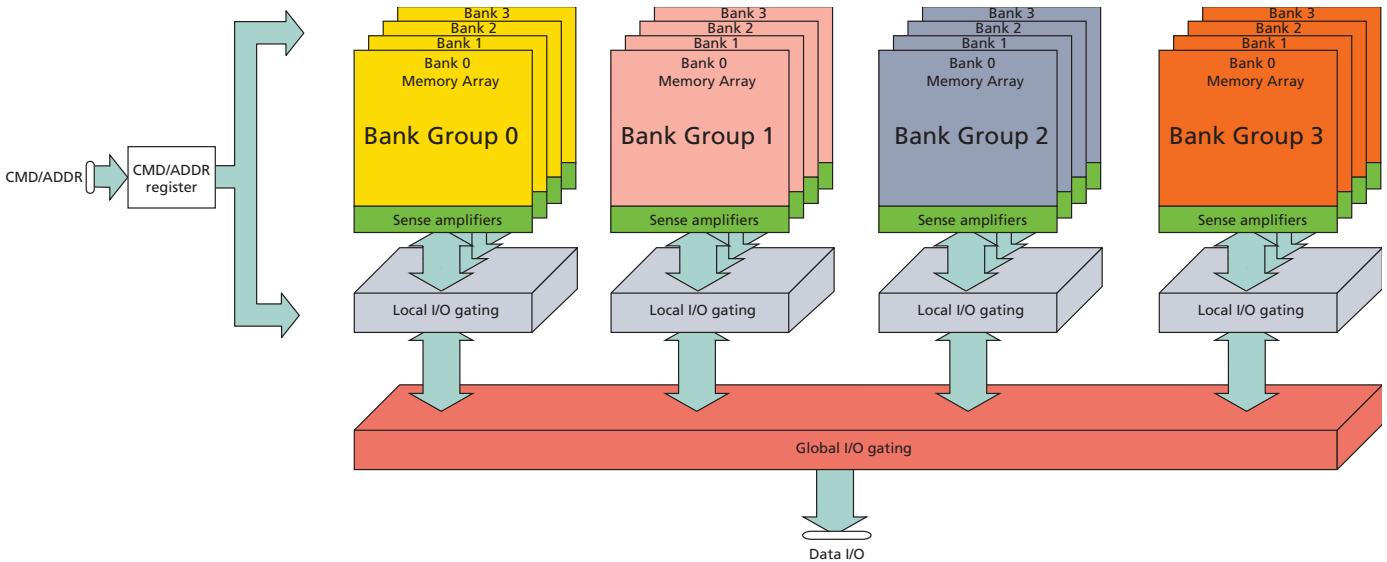 Bank 3
Bank 2
Bank 1
Bank 0
Memory Array
Bank Group 0
Sense amplifiers
Bank 3
Bank 2
Bank 1
Bank 0
Memory Array
Bank Group 1
Sense amplifiers
Bank 3
Bank 2
Bank 1
Bank 0
Memory Array
Bank Group 2
Sense amplifiers
Bank 3
Bank 2
Bank 1
Bank 0
Memory Array
Bank Group 3
Sense amplifiers
CMD/ADDR
CMD/ADDR
register
Local I/O gating
Local I/O gating
Local I/O gating
Local I/O gating
Global I/O gating
Data I/O